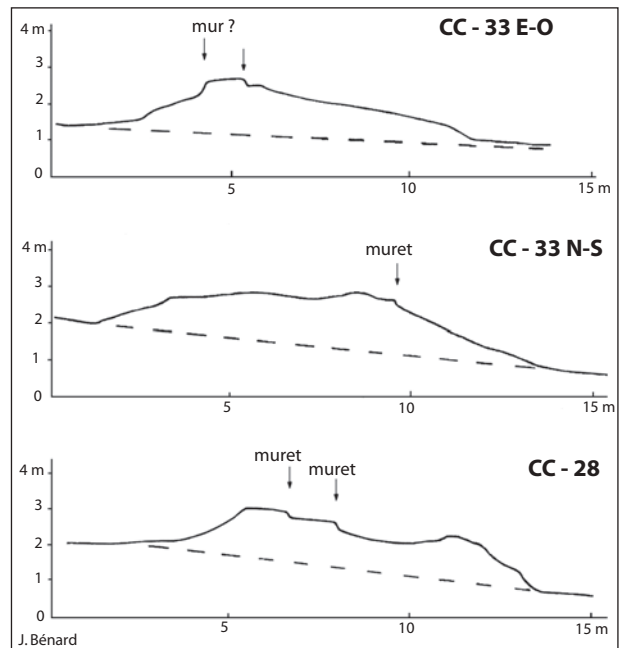 CC - 33 E-O
mur ?
4 m
3
2
1
0
5
10
15 m
CC - 33 N-S
muret
4 m
3
2
1
0
5
10
15 m
CC - 28
muret
muret
4 m
3
2
1
0
5
10
15 m
J. Bénard